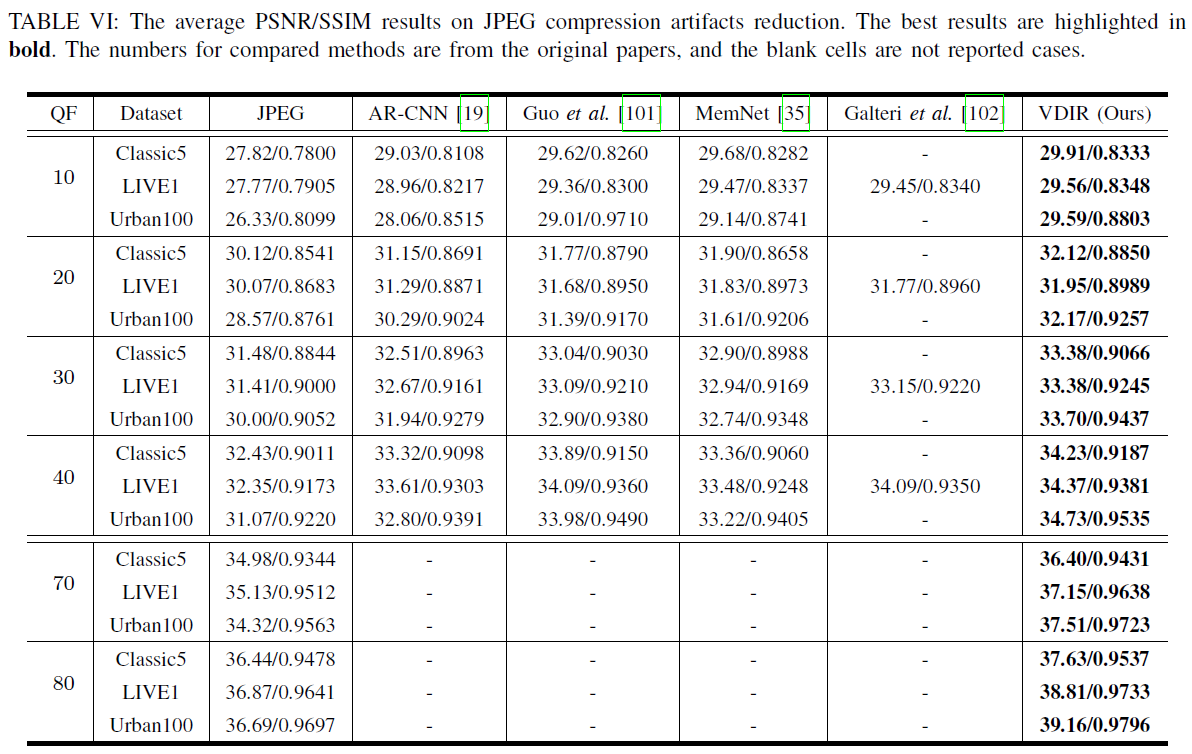 TABLE VI: The average PSNR/SSIM results on JPEG compression artifacts reduction. The best results are highlighted in
bold. The numbers for compared methods are from the original papers, and the blank cells are not reported cases.
QF Dataset JPEG AR-CNN [19] Guo et al. [101] MemNet [35] Galteri et al. [102] VDIR (Ours)
Classic5 27.82/0.7800 29.03/0.8108 29.62/0.8260 29.68/0.8282 - 29.91/0.8333
10 LIVE1 27.77/0.7905 28.96/0.8217 29.36/0.8300 29.47/0.8337 29.45/0.8340 29.56/0.8348
Urban100 26.33/0.8099 28.06/0.8515 29.01/0.9710 29.14/0.8741 - 29.59/0.8803
Classic5 30.12/0.8541 31.15/0.8691 31.77/0.8790 31.90/0.8658 - 32.12/0.8850
20 LIVE1 30.07/0.8683 31.29/0.8871 31.68/0.8950 31.83/0.8973 31.77/0.8960 31.95/0.8989
Urban100 28.57/0.8761 30.29/0.9024 31.39/0.9170 31.61/0.9206 - 32.17/0.9257
Classic5 31.48/0.8844 32.51/0.8963 33.04/0.9030 32.90/0.8988 - 33.38/0.9066
30 LIVE1 31.41/0.9000 32.67/0.9161 33.09/0.9210 32.94/0.9169 33.15/0.9220 33.38/0.9245
Urban100 30.00/0.9052 31.94/0.9279 32.90/0.9380 32.74/0.9348 - 33.70/0.9437
Classic5 32.43/0.9011 33.32/0.9098 33.89/0.9150 33.36/0.9060 - 34.23/0.9187
40 LIVE1 32.35/0.9173 33.61/0.9303 34.09/0.9360 33.48/0.9248 34.09/0.9350 34.37/0.9381
Urban100 31.07/0.9220 32.80/0.9391 33.98/0.9490 33.22/0.9405 - 34.73/0.9535
Classic5 34.98/0.9344 - - - - 36.40/0.9431
70 LIVE1 35.13/0.9512 - - - - 37.15/0.9638
Urban100 34.32/0.9563 - - - - 37.51/0.9723
Classic5 36.44/0.9478 - - - - 37.63/0.9537
80 LIVE1 36.87/0.9641 - - - - 38.81/0.9733
Urban100 36.69/0.9697 - - - - 39.16/0.9796